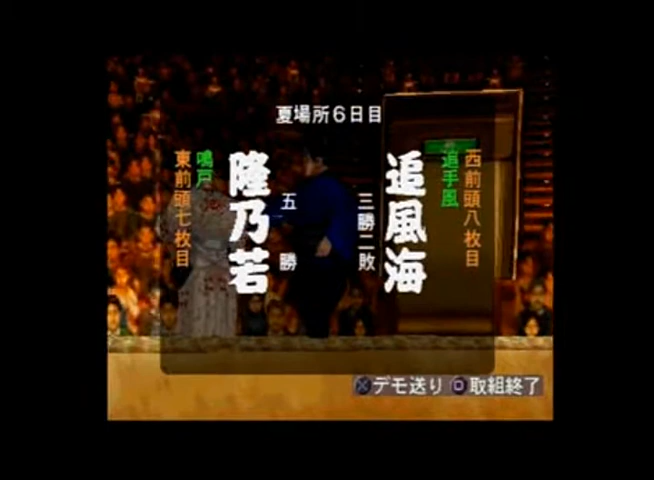 夏場所6日目
西前頭八枚目
追手風
追風海
三勝二敗
五勝
隆乃若
鳴戸
東前頭七枚目
デモ送り 取組終了